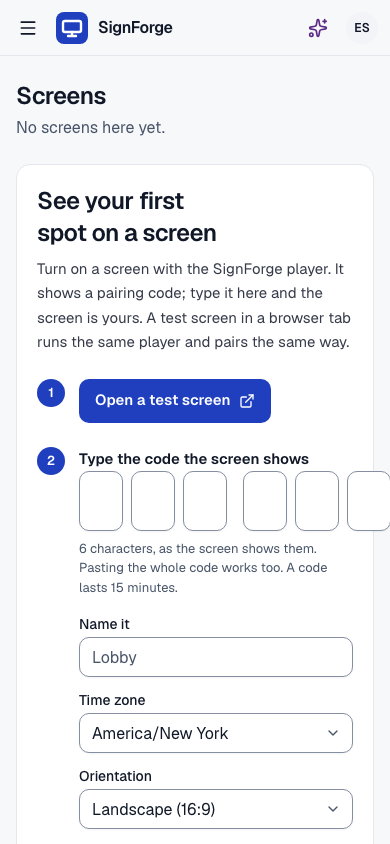 SignForge
ES
Screens
No screens here yet.
See your first
spot on a screen
Turn on a screen with the SignForge player. It
shows a pairing code; type it here and the
screen is yours. A test screen in a browser tab
runs the same player and pairs the same way.
1
Open a test screen
2
Type the code the screen shows
6 characters, as the screen shows them.
Pasting the whole code works too. A code
lasts 15 minutes.
Name it
Lobby
Time zone
America/New York
Orientation
Landscape (16:9)